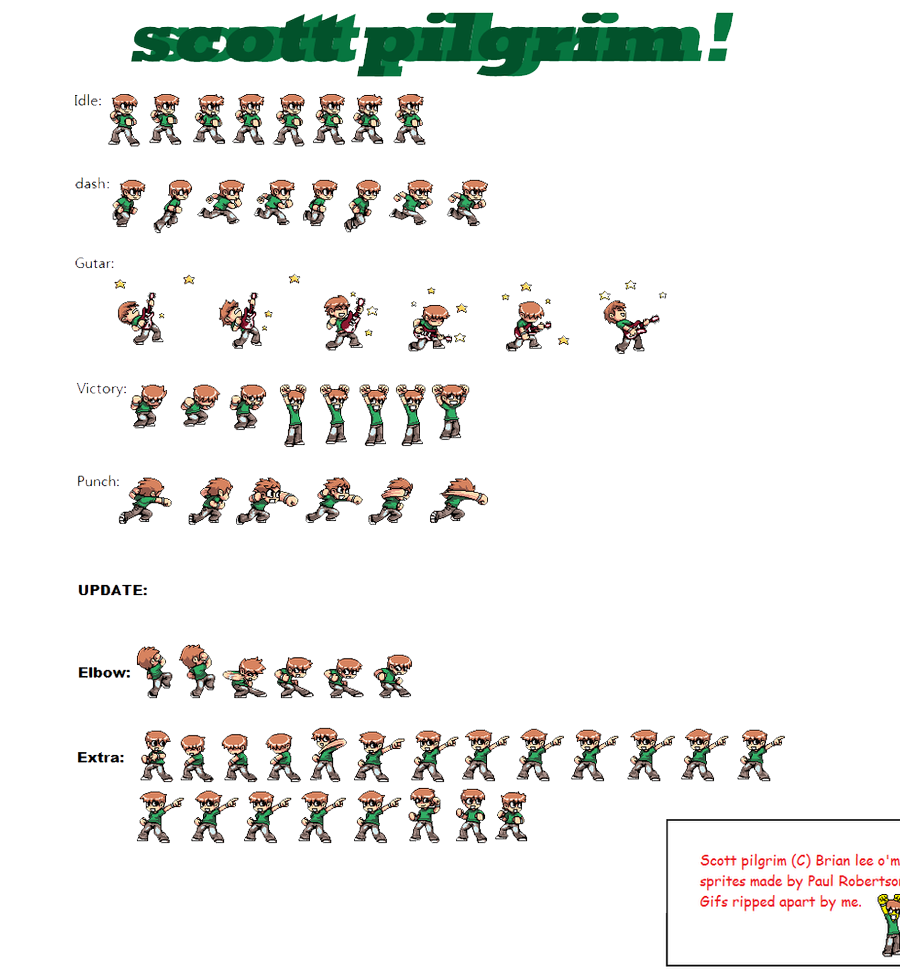 scott pilgrim!
Idle:
dash:
Gutar:
Victory:
Punch:
UPDATE:
Elbow:
Extra:
Scott pilgrim (C) Brian lee o'm
sprites made by Paul Robertson
Gifs ripped apart by me.